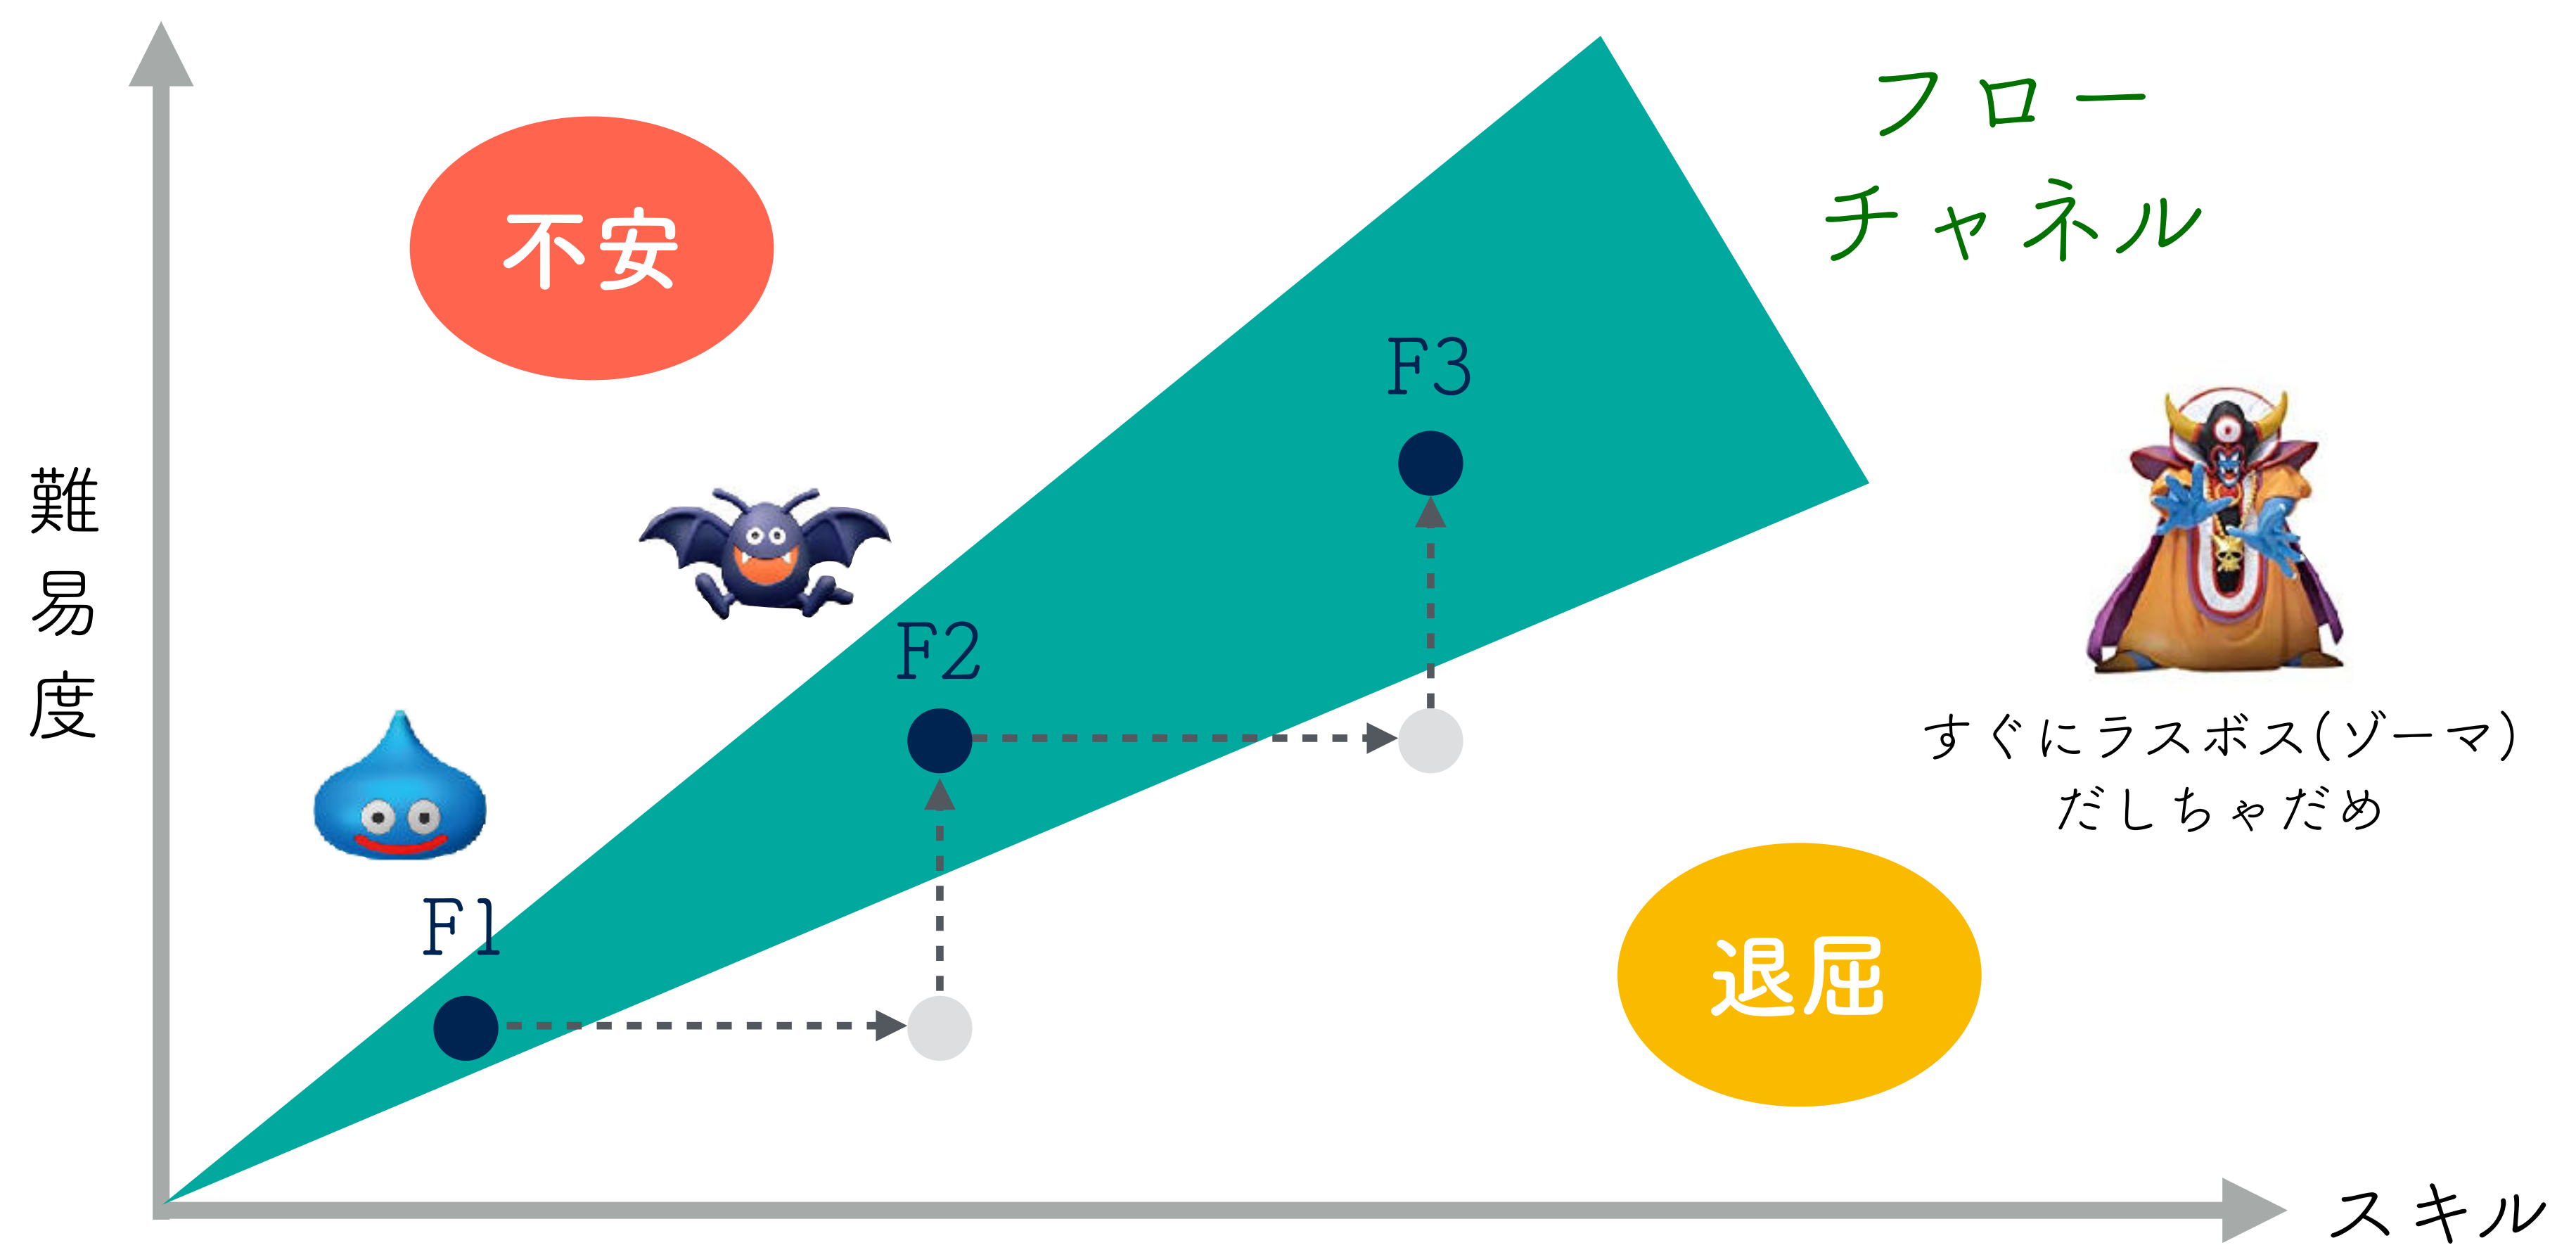 フロー
チャネル
不安
F3
難易度
F2
すぐにラスボス(ゾーマ)
だしちゃだめ
F1
退屈
スキル